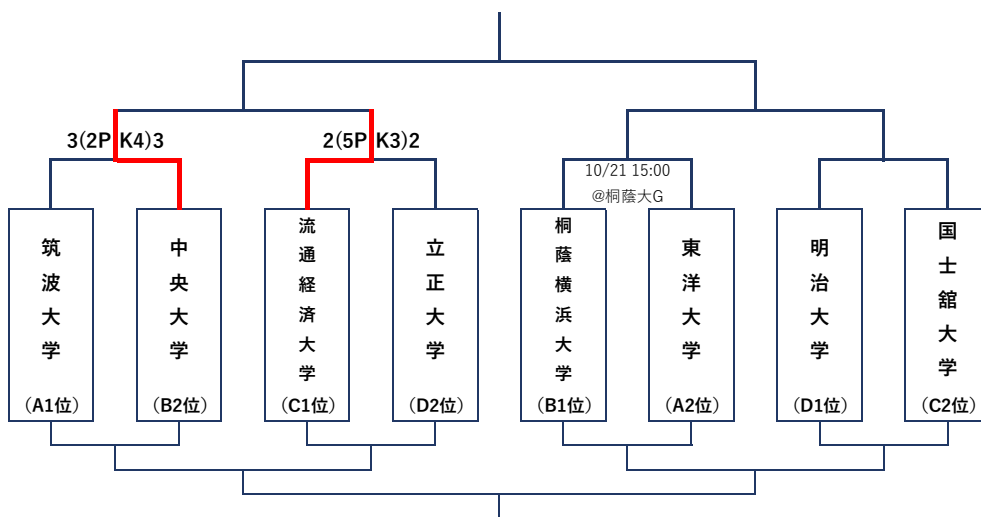 3(2PK4)3
2(5PK3)2
10/21 15:00
@桐蔭大G
筑波大学
(A1位)
中央大学
(B2位)
流通経済大学
(C1位)
立正大学
(D2位)
桐蔭横浜大学
(B1位)
東洋大学
(A2位)
明治大学
(D1位)
国士舘大学
(C2位)